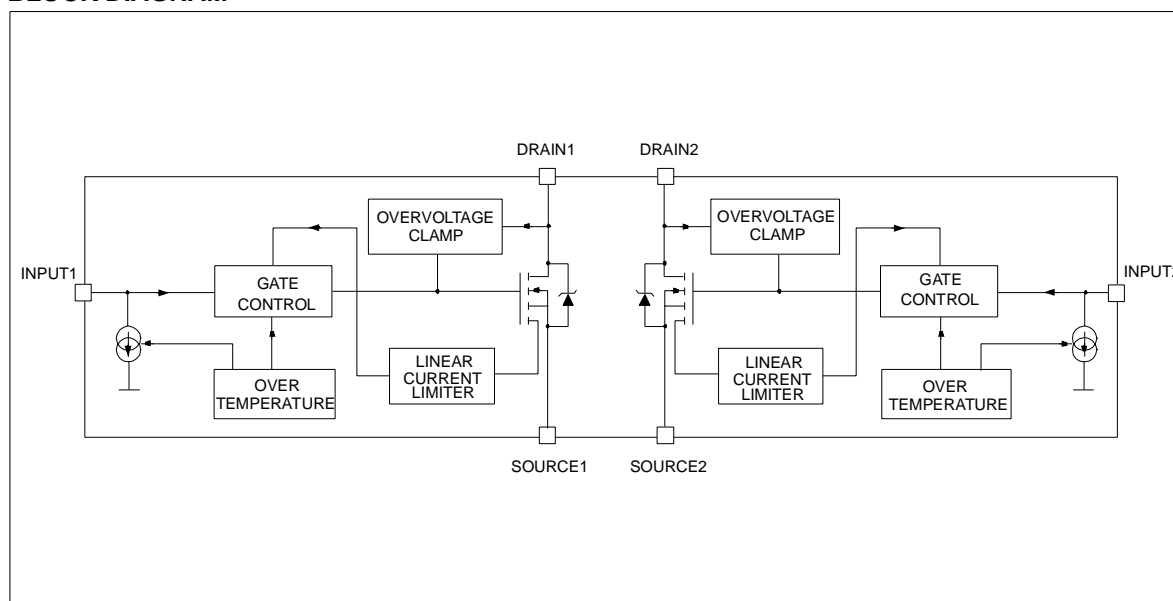 DRAIN1
DRAIN2
OVERVOLTAGE
CLAMP
OVERVOLTAGE
CLAMP
INPUT1
GATE
CONTROL
GATE
CONTROL
LINEAR
CURRENT
LIMITER
LINEAR
CURRENT
LIMITER
OVER
TEMPERATURE
OVER
TEMPERATURE
SOURCE1
SOURCE2